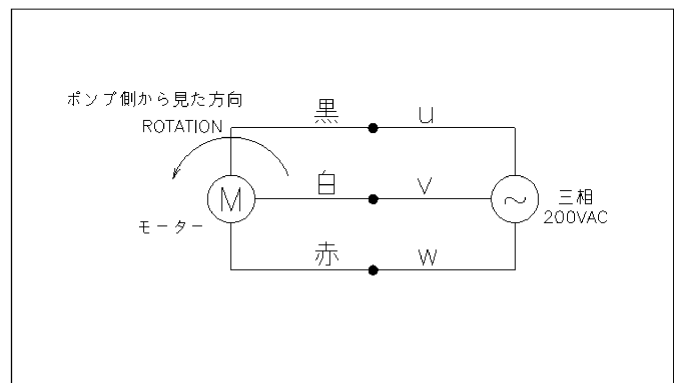 ポンプ側から見た方向
ROTATION
黒 u
白 v
M
三相
200VAC
モーター
赤 w